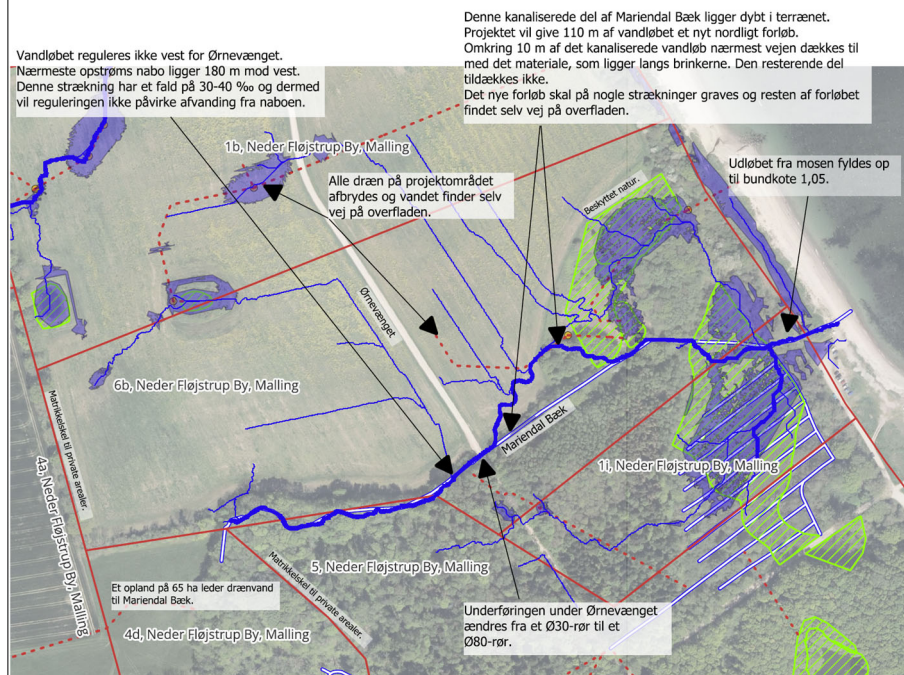 Denne kanaliserede del af Mariendal Bæk ligger dybt i terrænet.
Projektet vil give 110 m af vandløbet et nyt nordligt forløb.
Omkring 10 m af det kanaliserede vandløb nærmest vejen dækkes til
med det materiale, som ligger langs brinkerne. Den resterende del
tildækkes ikke.
Det nye forløb skal på nogle strækninger graves og resten af forløbet
findet selv vej på overfladen.
Vandløbet reguleres ikke vest for Ørnevænget.
Nærmeste opstrøms nabo ligger 180 m mod vest.
Denne strækning har et fald på 30-40 ‰ og dermed
vil reguleringen ikke påvirke afvanding fra naboen.
1b, Neder Fløjstrup By, Malling
Udløbet fra mosen fyldes op
til bundkote 1,05.
Alle dræn på projektområdet
afbrydes og vandet finder selv
vej på overfladen.
Beskyttet natur.
Ørnevænget
6b, Neder Fløjstrup By, Malling
Matrikkelskel til private arealer.
Mariendal Bæk
4a, Neder Fløjstrup By, Malling
1i, Neder Fløjstrup By, Malling
5, Neder Fløjstrup By, Malling
Matrikkelskel til private arealer.
Et opland på 65 ha leder drænvand
til Mariendal Bæk.
4d, Neder Fløjstrup By, Malling
Underføringen under Ørnevænget
ændres fra et Ø30-rør til et
Ø80-rør.